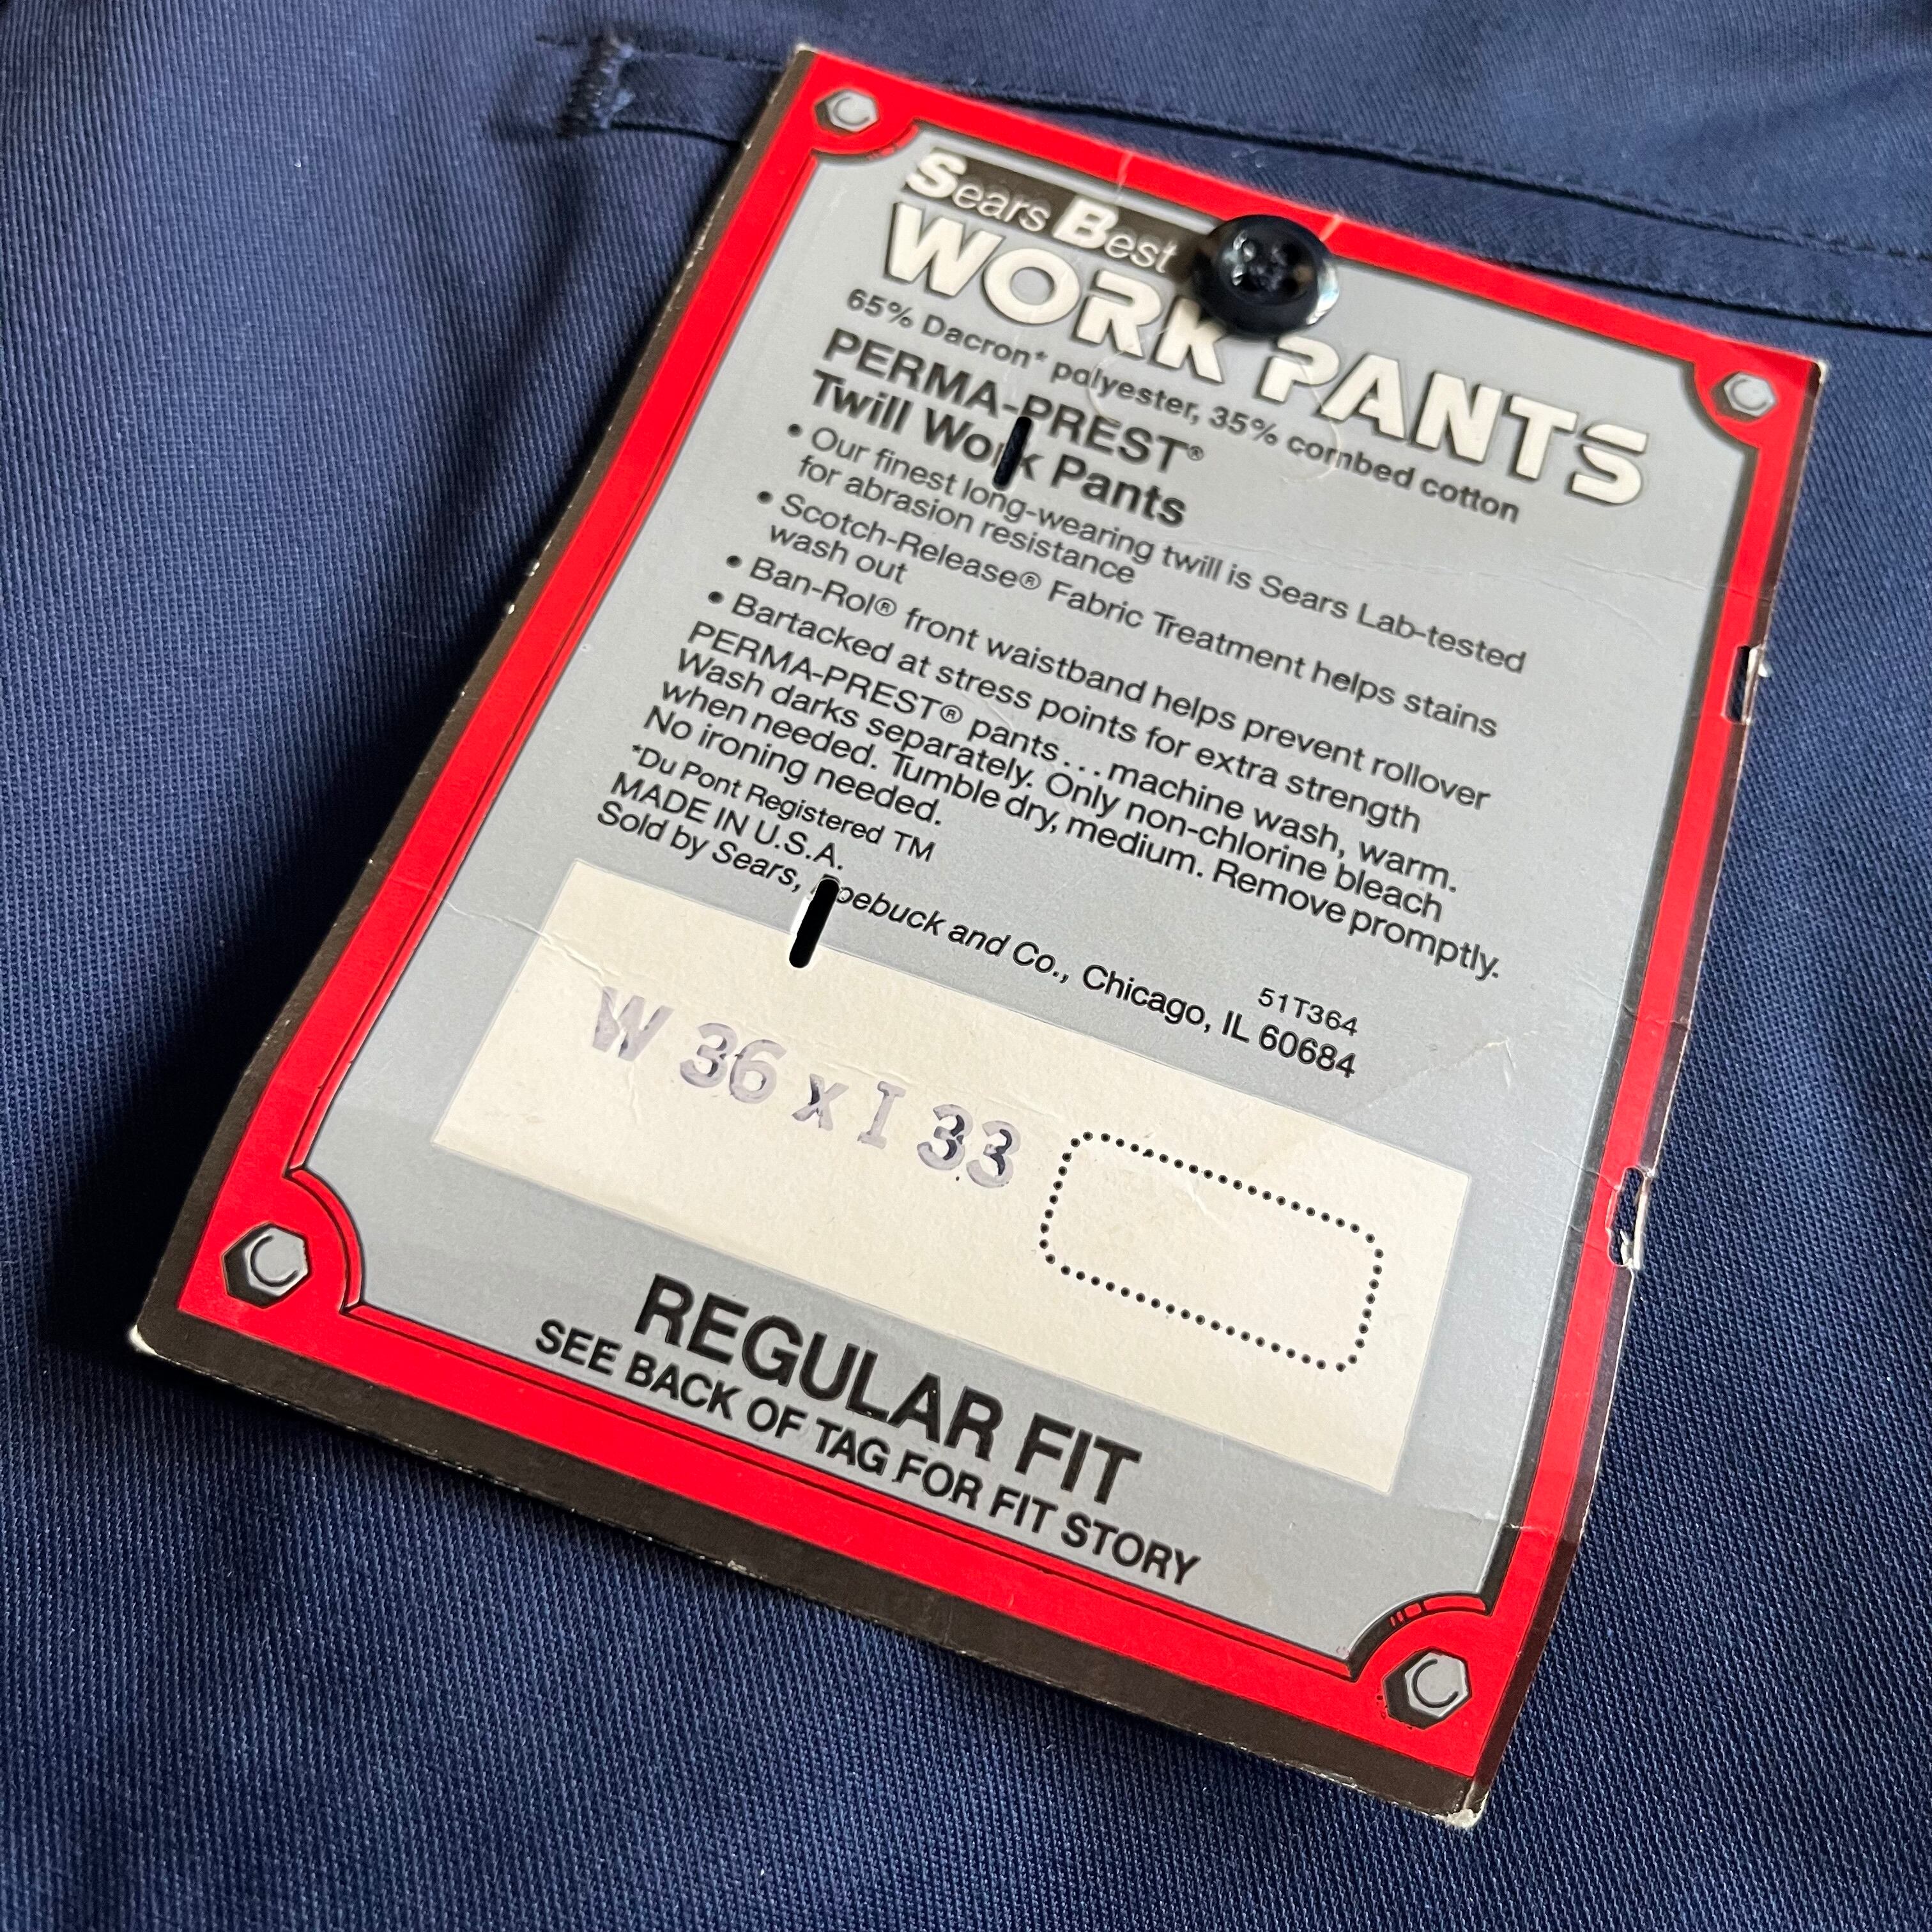 Sears Best
WORK PANTS
65% Dacron* polyester, 35% combed cotton
PERMA-PREST®
Twill Work Pants
• Our finest long-wearing twill is Sears Lab-tested
for abrasion resistance
• Scotch-Release® Fabric Treatment helps stains
wash out
• Ban-Rol® front waistband helps prevent rollover
• Bartacked at stress points for extra strength
PERMA-PREST® pants...machine wash, warm.
Wash darks separately. Only non-chlorine bleach
when needed. Tumble dry, medium. Remove promptly.
No ironing needed.
*Du Pont Registered TM
MADE IN U.S.A.
51T364
Sold by Sears, Roebuck and Co., Chicago, IL 60684
W 36 x I 33
REGULAR FIT
SEE BACK OF TAG FOR FIT STORY